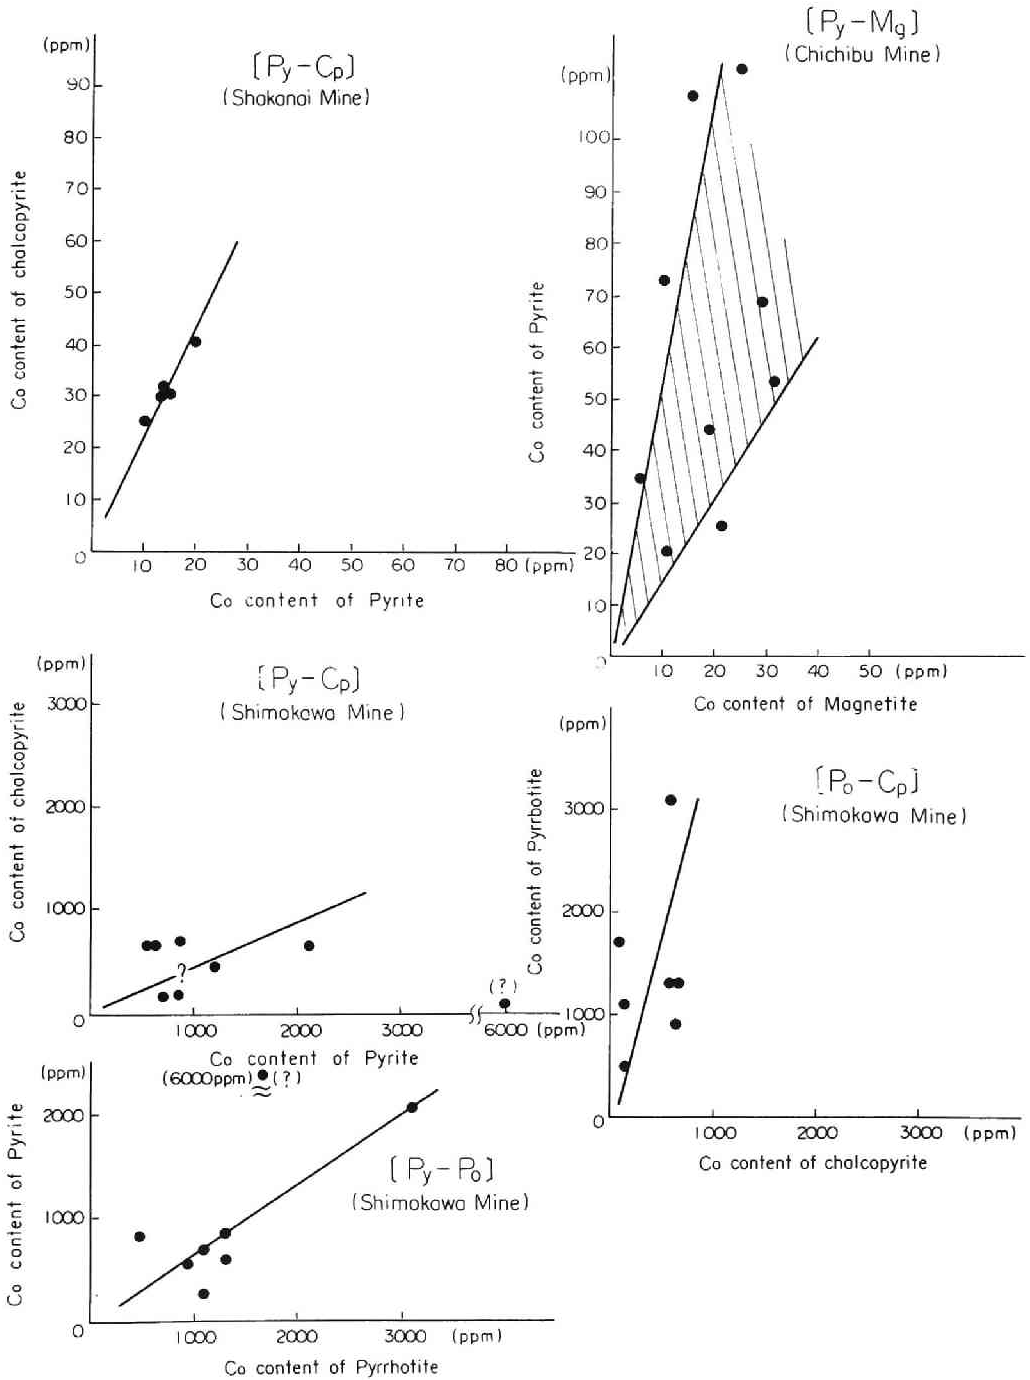 (ppm)
[Py-Cp]
(Shakanai Mine)
90
80
70
60
50
40
30
20
10
0
10 20 30 40 50 60 70 80 (ppm)
Co content of chalcopyrite
Co content of Pyrite
[Py-Mg]
(Chichibu Mine)
(ppm)
100
90
80
70
60
50
40
30
20
10
0
10 20 30 40 50 (ppm)
Co content of Pyrite
Co content of Magnetite
(ppm)
[Py-Cp]
(Shimokawa Mine)
3000
2000
1000
0
?
(?)
1000 2000 3000 6000 (ppm)
Co content of chalcopyrite
Co content of Pyrite
(ppm)
[Po-Cp]
(Shimokawa Mine)
3000
2000
1000
0
1000 2000 3000 (ppm)
Co content of Pyrrbotite
Co content of chalcopyrite
(ppm)
(6000ppm) (?)
2000
[Py-Po]
(Shimokawa Mine)
1000
0
1000 2000 3000 (ppm)
Co content of Pyrite
Co content of Pyrrhotite